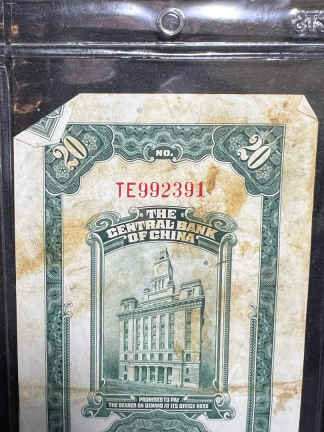 20 NO. 20
TE992391
THE
CENTRAL BANK
OF CHINA
PROMISES TO PAY
THE BEARER ON DEMAND AT ITS OFFICE HERE